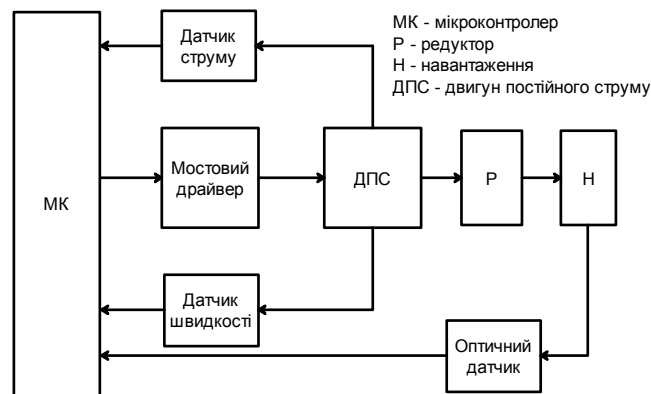 МК - мікроконтролер
Р - редуктор
Н - навантаження
ДПС - двигун постійного струму
Датчик
струму
МК
Мостовий
драйвер
ДПС
Р
Н
Датчик
швидкості
Оптичний
датчик